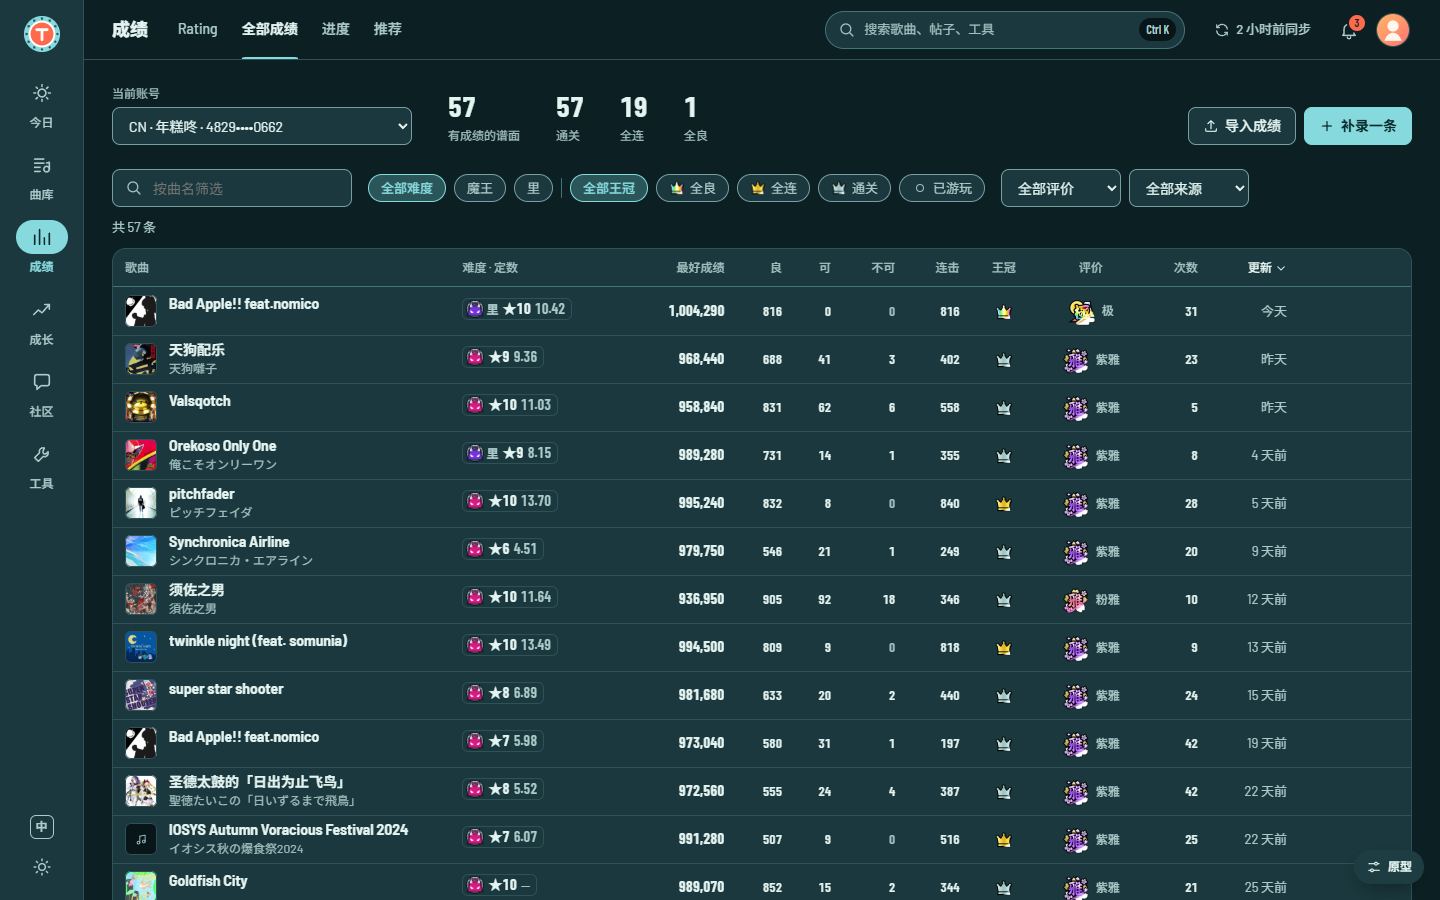 成绩
Rating
全部成绩
进度
推荐
搜索歌曲、帖子、工具
Ctrl K
2 小时前同步
3
今日
曲库
成绩
成长
社区
工具
中
当前账号
CN · 年糕咚 · 4829••••0662
57
有成绩的谱面
57
通关
19
全连
1
全良
导入成绩
补录一条
按曲名筛选
全部难度
魔王
里
全部王冠
全良
全连
通关
已游玩
全部评价
全部来源
共 57 条
歌曲 难度 · 定数 最好成绩 良 可 不可 连击 王冠 评价 次数 更新
Bad Apple!! feat.nomico 里 ★10 10.42 1,004,290 816 0 0 816 极 31 今天
天狗配乐 ★9 9.36 968,440 688 41 3 402 紫雅 23 昨天
天狗囃子
Valsqotch ★10 11.03 958,840 831 62 6 558 紫雅 5 昨天
Orekoso Only One 里 ★9 8.15 989,280 731 14 1 355 紫雅 8 4 天前
俺こそオンリーワン
pitchfader ★10 13.70 995,240 832 8 0 840 紫雅 28 5 天前
ピッチフェイダ
Synchronica Airline ★6 4.51 979,750 546 21 1 249 紫雅 20 9 天前
シンクロニカ・エアライン
须佐之男 ★10 11.64 936,950 905 92 18 346 粉雅 10 12 天前
須佐之男
twinkle night (feat. somunia) ★10 13.49 994,500 809 9 0 818 紫雅 9 13 天前
super star shooter ★8 6.89 981,680 633 20 2 440 紫雅 24 15 天前
Bad Apple!! feat.nomico ★7 5.98 973,040 580 31 1 197 紫雅 42 19 天前
圣德太鼓的「日出为止飞鸟」 ★8 5.52 972,560 555 24 4 387 紫雅 42 22 天前
聖徳たいこの「日いずるまで飛鳥」
IOSYS Autumn Voracious Festival 2024 ★7 6.07 991,280 507 9 0 516 紫雅 25 22 天前
イオシス秋の爆食祭2024
Goldfish City ★10 — 989,070 852 15 2 344 紫雅 21 25 天前
原型